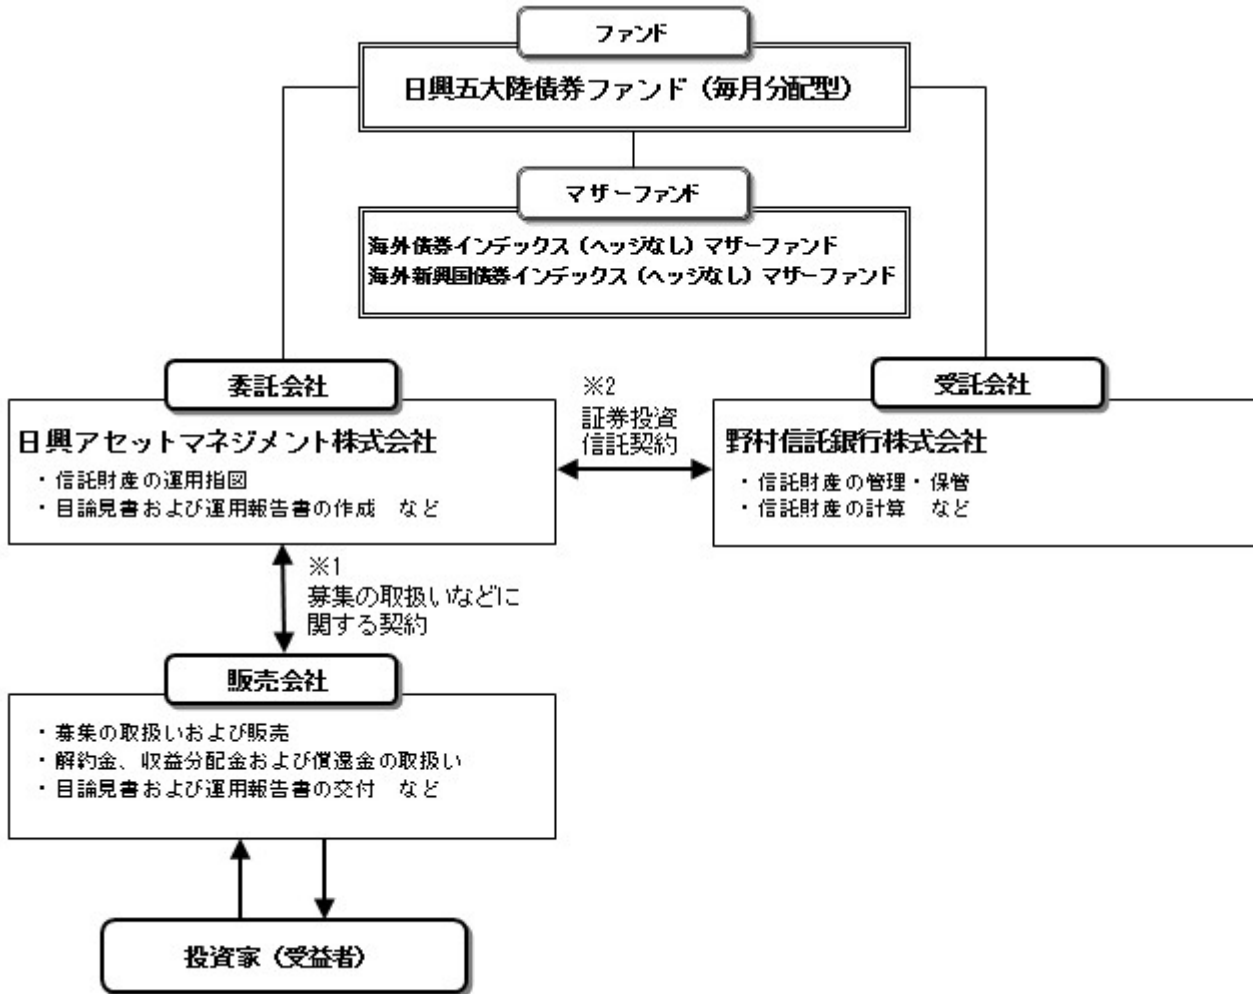 ファンド
日興五大陸債券ファンド（毎月分配型）
マザーファンド
海外債券インデックス（ヘッジなし）マザーファンド
海外新興国債券インデックス（ヘッジなし）マザーファンド
委託会社
日興アセットマネジメント株式会社
・信託財産の運用指図
・目論見書および運用報告書の作成　など
※2
証券投資
信託契約
受託会社
野村信託銀行株式会社
・信託財産の管理・保管
・信託財産の計算　など
※1
募集の取扱いなどに
関する契約
販売会社
・募集の取扱いおよび販売
・解約金、収益分配金および償還金の取扱い
・目論見書および運用報告書の交付　など
投資家（受益者）